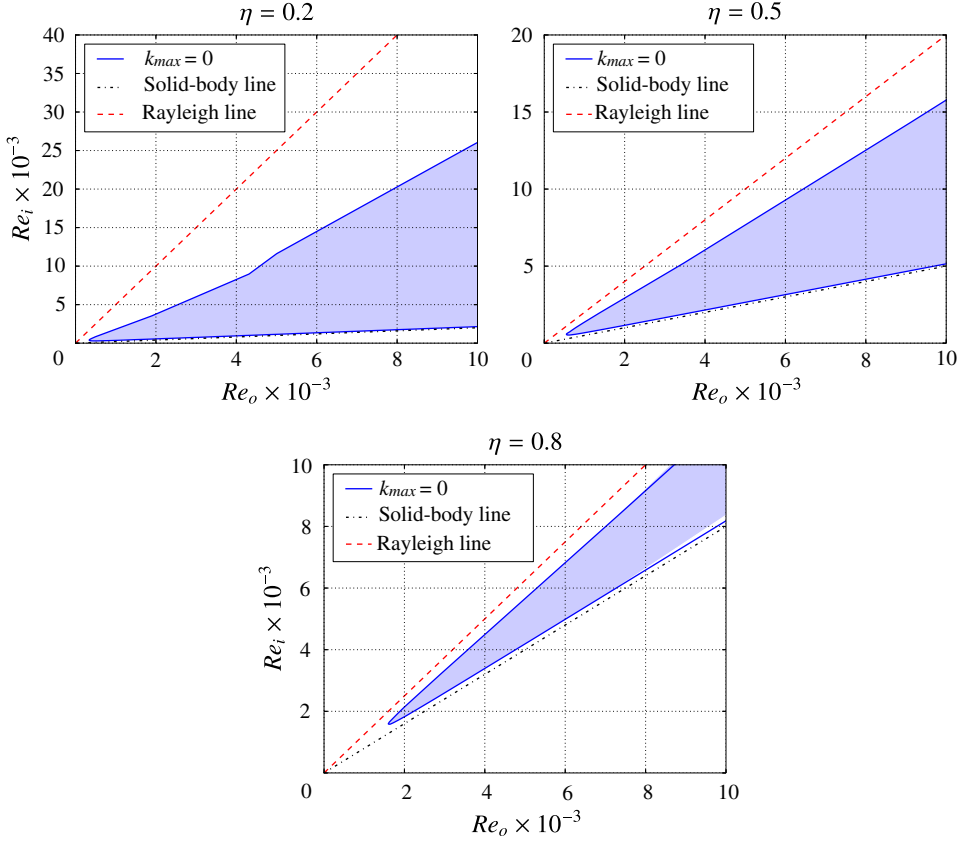 η = 0.2
40
35
30
25
20
15
10
5
0
2
4
6
8
10
Re_i × 10^−3
Re_o × 10^−3
k_max = 0
Solid-body line
Rayleigh line
η = 0.5
20
15
10
5
0
2
4
6
8
10
Re_o × 10^−3
k_max = 0
Solid-body line
Rayleigh line
η = 0.8
10
8
6
4
2
0
2
4
6
8
10
Re_i × 10^−3
Re_o × 10^−3
k_max = 0
Solid-body line
Rayleigh line